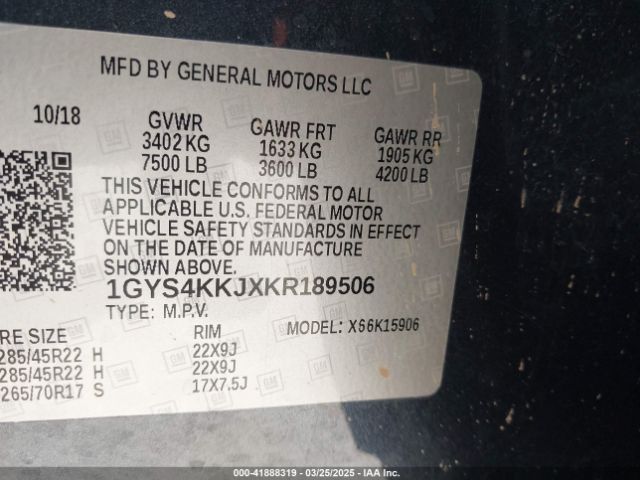 MFD BY GENERAL MOTORS LLC
10/18 GVWR GAWR FRT GAWR RR
3402 KG 1633 KG 1905 KG
7500 LB 3600 LB 4200 LB
THIS VEHICLE CONFORMS TO ALL
APPLICABLE U.S. FEDERAL MOTOR
VEHICLE SAFETY STANDARDS IN EFFECT
ON THE DATE OF MANUFACTURE
SHOWN ABOVE.
1GYS4KKJXKR189506
TYPE: M.P.V. MODEL: X66K15906
RE SIZE RIM
285/45R22 H 22X9J
285/45R22 H 22X9J
265/70R17 S 17X7.5J
000-41888319 / 03/25/2025 - IAA Inc.